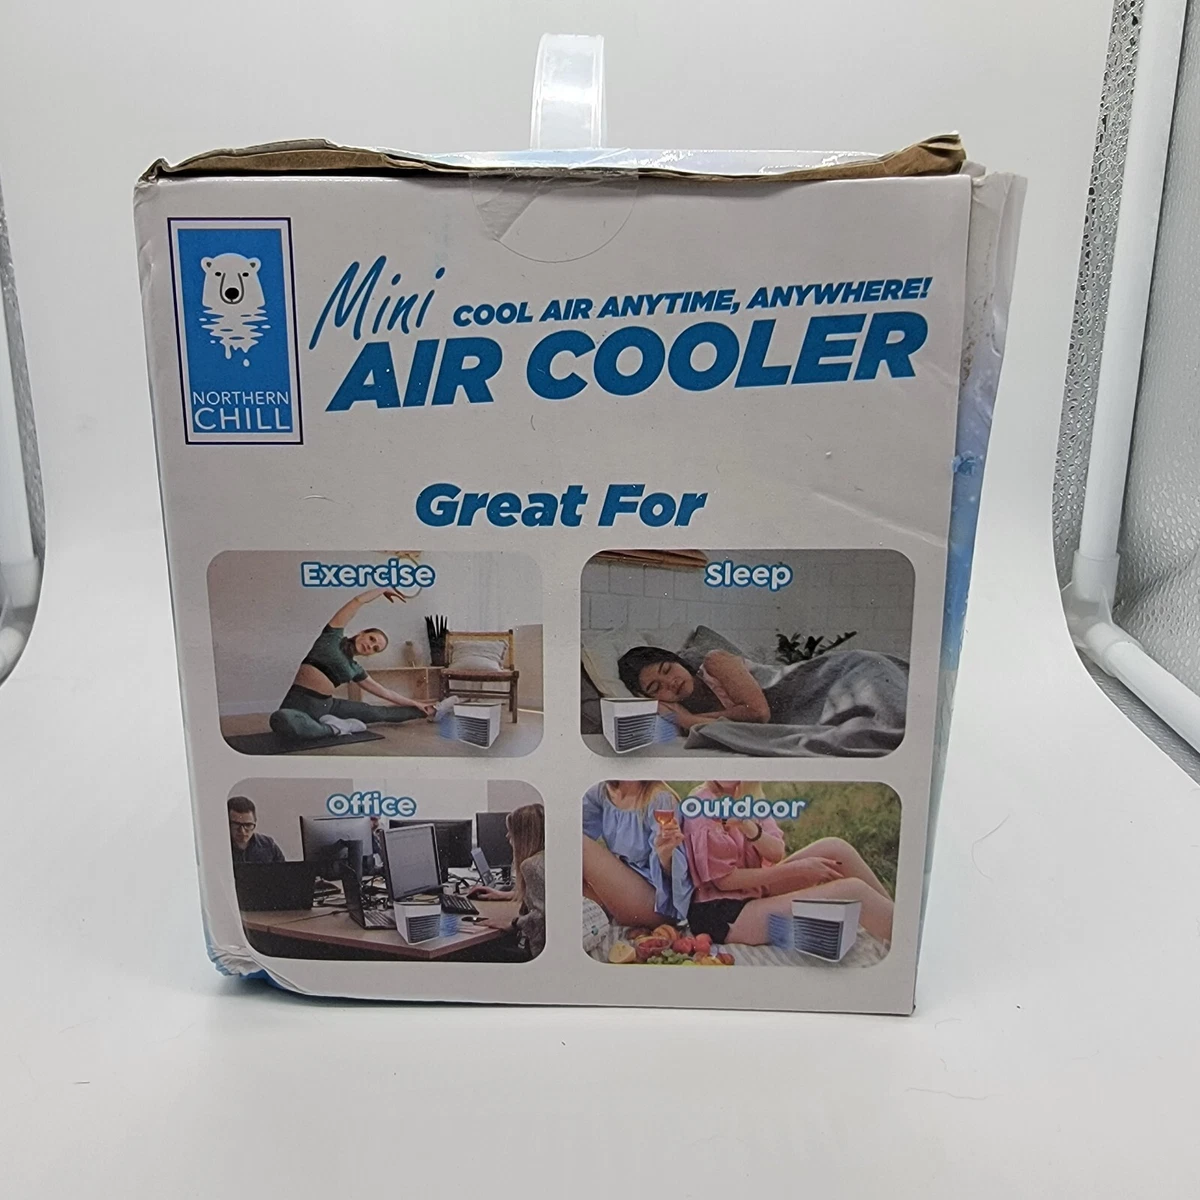 NORTHERN
CHILL
Mini
COOL AIR ANYTIME, ANYWHERE!
AIR COOLER
Great For
Exercise
Sleep
Office
Outdoor